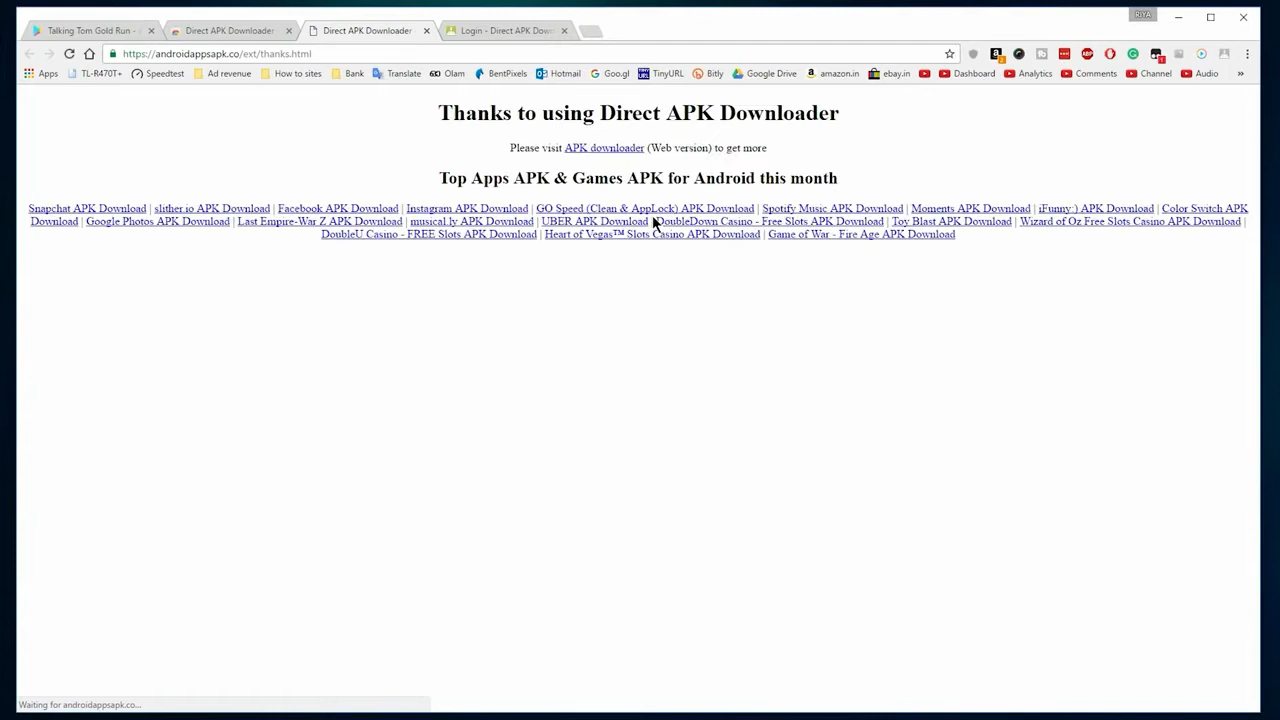 RiYA
Talking Tom Gold Run - A
Direct APK Downloader
Direct APK Downloader
Login - Direct APK Down
https://androidappsapk.co/ext/thanks.html
Apps TL-R470T+ Speedtest Ad revenue How to sites Bank Translate Olam BentPixels Hotmail Goo.gl TinyURL Bitly Google Drive amazon.in ebay.in Dashboard Analytics Comments Channel Audio »
Thanks to using Direct APK Downloader
Please visit APK downloader (Web version) to get more
Top Apps APK & Games APK for Android this month
Snapchat APK Download | slither.io APK Download | Facebook APK Download | Instagram APK Download | GO Speed (Clean & AppLock) APK Download | Spotify Music APK Download | Moments APK Download | iFunny:) APK Download | Color Switch APK
Download | Google Photos APK Download | Last Empire-War Z APK Download | musical.ly APK Download | UBER APK Download | DoubleDown Casino - Free Slots APK Download | Toy Blast APK Download | Wizard of Oz Free Slots Casino APK Download |
DoubleU Casino - FREE Slots APK Download | Heart of Vegas™ Slots Casino APK Download | Game of War - Fire Age APK Download
Waiting for androidappsapk.co...